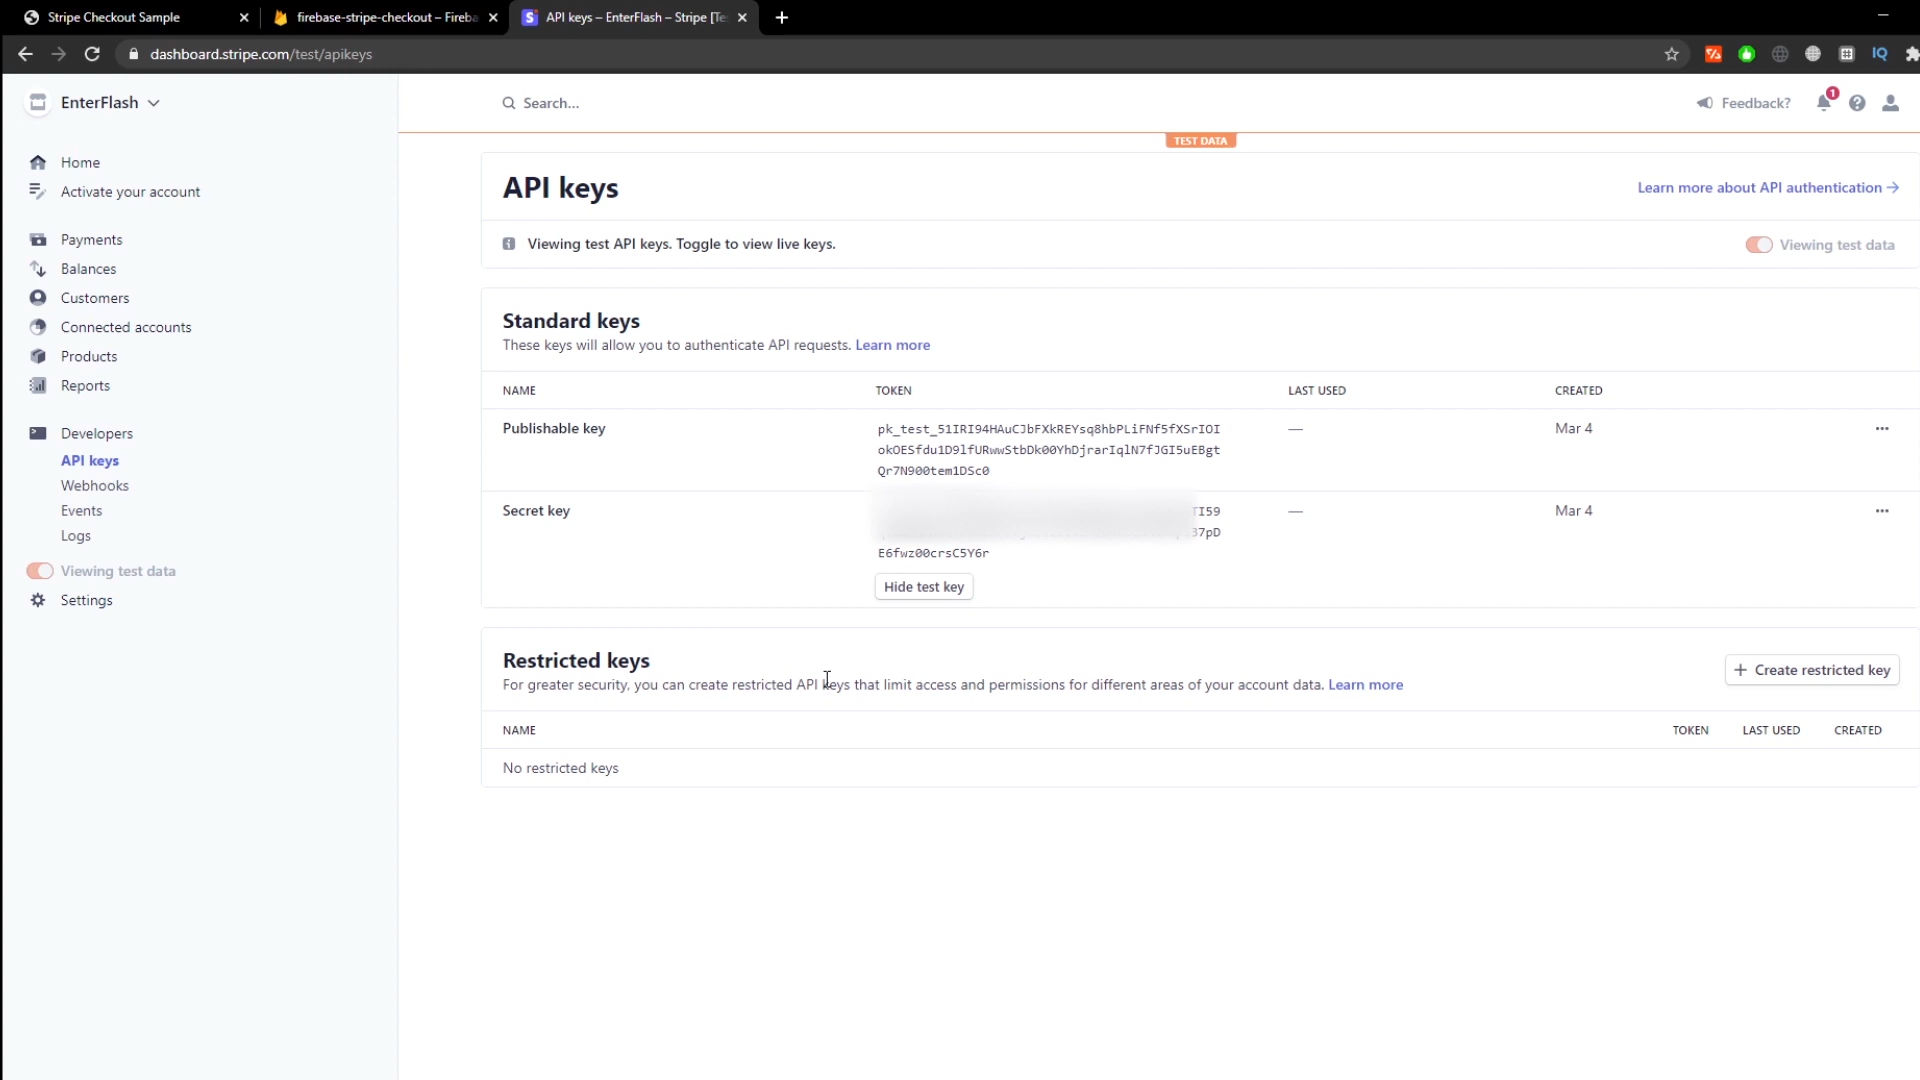 Stripe Checkout Sample
firebase-stripe-checkout – Fireba
API keys – EnterFlash – Stripe [Te
dashboard.stripe.com/test/apikeys
IQ
EnterFlash
Search...
Feedback?
1
TEST DATA
Home
Activate your account
Payments
Balances
Customers
Connected accounts
Products
Reports
Developers
API keys
Webhooks
Events
Logs
Viewing test data
Settings
API keys
Learn more about API authentication →
Viewing test API keys. Toggle to view live keys.
Viewing test data
Standard keys
These keys will allow you to authenticate API requests. Learn more
NAME TOKEN LAST USED CREATED
Publishable key
pk_test_51IRI94HAuCJbFXkREYsq8hbPLiFNf5fXSrIOI
okOESfdu1D9lfURwwStbDk00YhDjrarIqlN7fJGI5uEBgt
Qr7N900tem1DSc0
— Mar 4
Secret key
TI59
37pD
E6fwz00crsC5Y6r
— Mar 4
Hide test key
Restricted keys
For greater security, you can create restricted API keys that limit access and permissions for different areas of your account data. Learn more
+ Create restricted key
NAME TOKEN LAST USED CREATED
No restricted keys